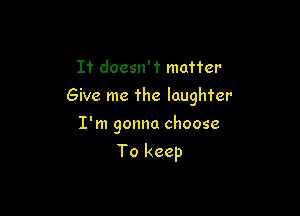 It doesn't matter
Give me the laughter
I'm gonna choose
To keep